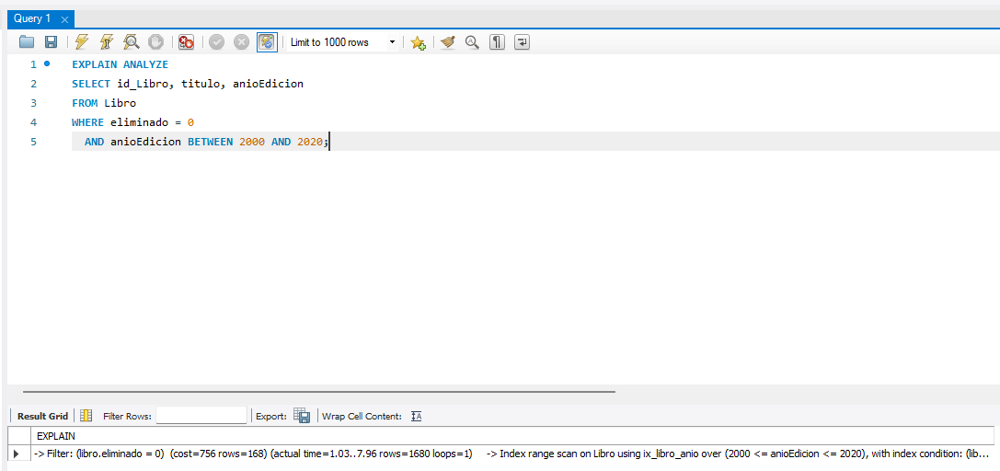 Query 1
Limit to 1000 rows
1 EXPLAIN ANALYZE
2 SELECT id_Libro, titulo, anioEdicion
3 FROM Libro
4 WHERE eliminado = 0
5 AND anioEdicion BETWEEN 2000 AND 2020;
Result Grid Filter Rows: Export: Wrap Cell Content:
EXPLAIN
-> Filter: (libro.eliminado = 0) (cost=756 rows=168) (actual time=1.03..7.96 rows=1680 loops=1) -> Index range scan on Libro using ix_libro_anio over (2000 <= anioEdicion <= 2020), with index condition: (lib...